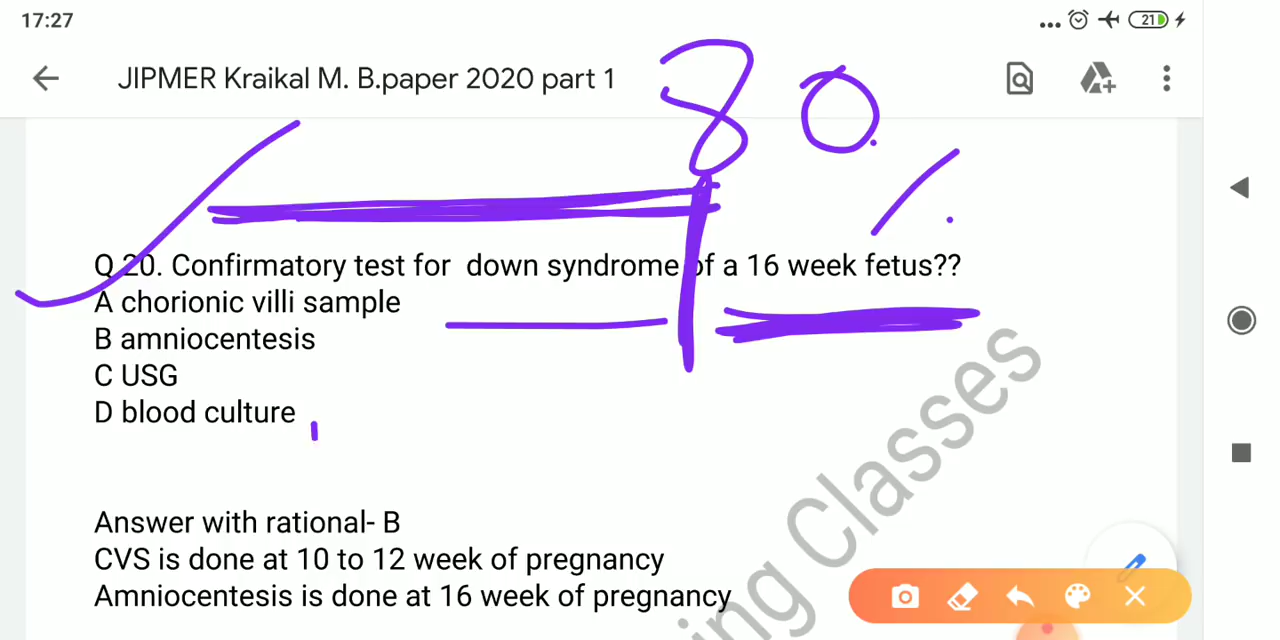 17:27
21
JIPMER Kraikal M. B.paper 2020 part 1
80
%
Q 20. Confirmatory test for down syndrome of a 16 week fetus??
A chorionic villi sample
B amniocentesis
C USG
D blood culture
Answer with rational- B
CVS is done at 10 to 12 week of pregnancy
Amniocentesis is done at 16 week of pregnancy
Classes